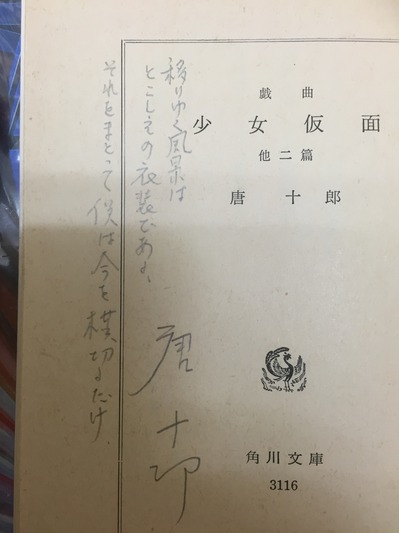 戯曲
少女仮面
他二篇
唐十郎
角川文庫
3116
移りゆく風景は
とこしえの衣装であり、
それをまとって僕は今を横切るだけ
唐十郎